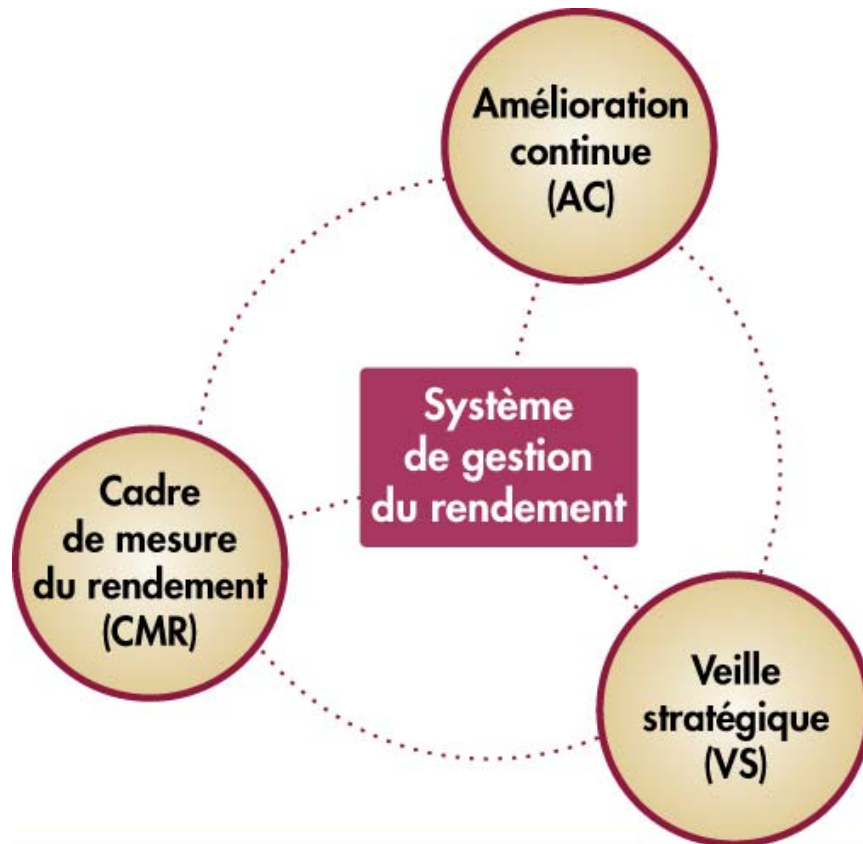 Amélioration
continue
(AC)
Système
de gestion
du rendement
Cadre
de mesure
du rendement
(CMR)
Veille
stratégique
(VS)